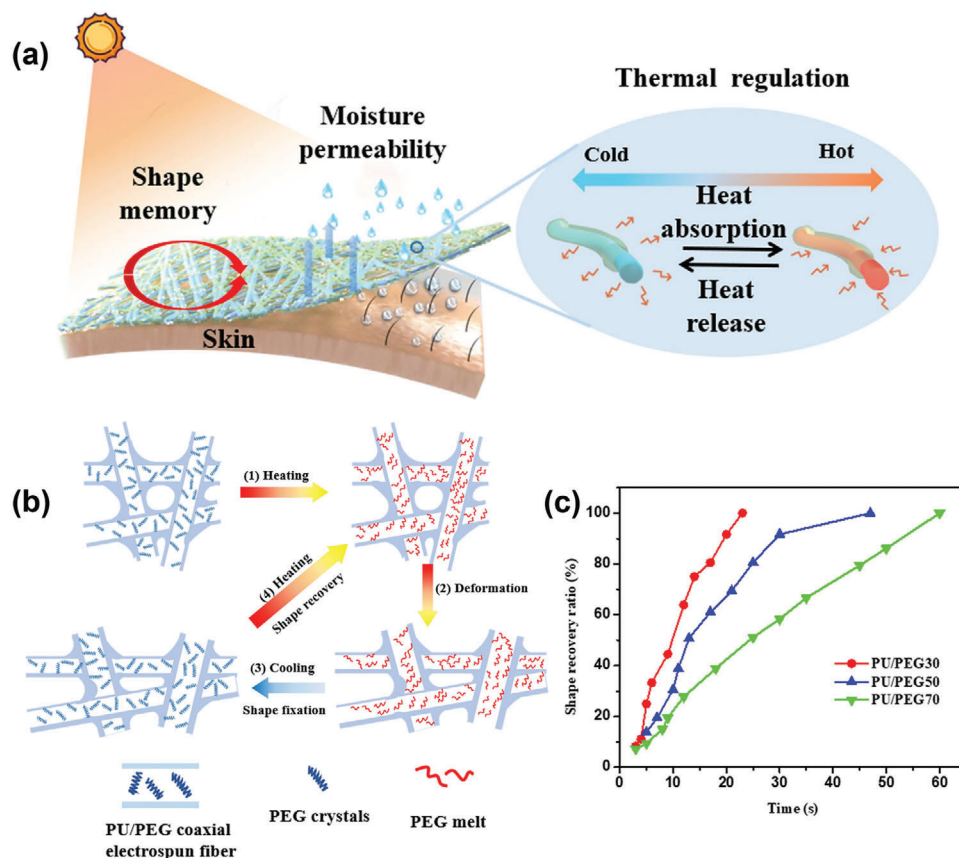 (a)
Thermal regulation
Moisture
permeability
Cold
Hot
Shape
memory
Heat
absorption
Heat
release
Skin
(b)
(1) Heating
(4) Heating
Shape recovery
(2) Deformation
(3) Cooling
Shape fixation
PU/PEG coaxial
electrospun fiber
PEG crystals
PEG melt
(c)
Shape recovery ratio (%)
100
80
60
40
20
0
PU/PEG30
PU/PEG50
PU/PEG70
0 10 20 30 40 50 60
Time (s)